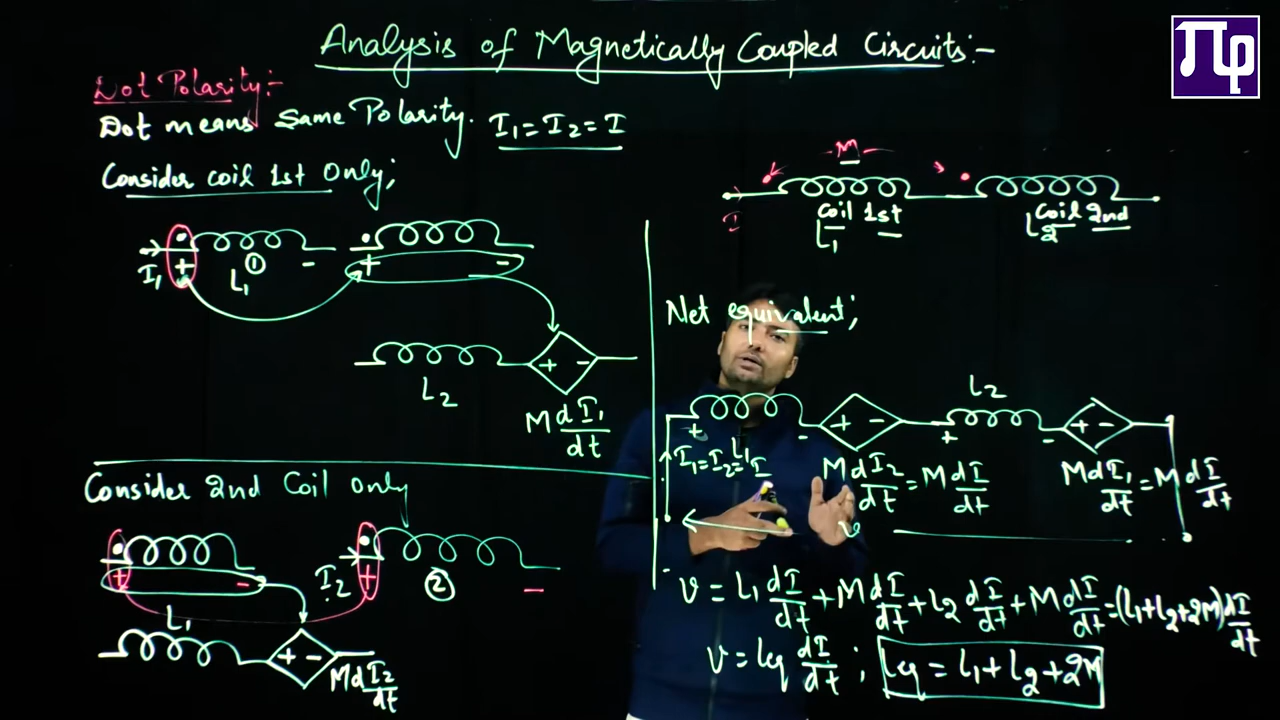 Analysis of Magnetically Coupled Circuits:-
Πφ
Dot Polarity:-
Dot means Same Polarity. I₁=I₂=I
Consider coil 1st Only;
M
I
Coil 1st
L₁
Coil 2nd
L₂
I₁
+
L₁
①
-
+
-
L₂
+ -
M dI₁/dt
Net equivalent;
+
L₁
-
+ -
L₂
+
-
+ -
I₁=I₂=I
M dI₂/dt = M dI/dt
M dI₁/dt = M dI/dt
v
Consider 2nd Coil Only
+
-
L₁
I₂
+
②
-
+ -
M dI₂/dt
v = L₁ dI/dt + M dI/dt + L₂ dI/dt + M dI/dt = (L₁+L₂+2M) dI/dt
v = Leq dI/dt ; Leq = L₁+L₂+2M